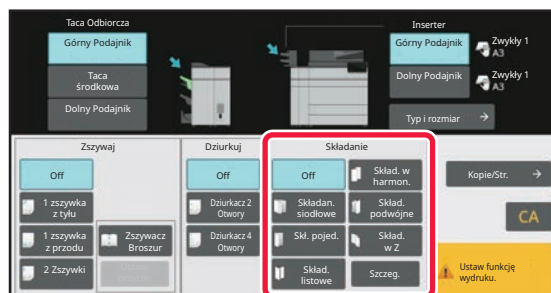 Taca Odbiorcza
Inserter
Górny Podajnik
Taca
środkowa
Dolny Podajnik
Górny Podajnik
Zwykły 1
A3
Dolny Podajnik
Zwykły 1
A3
Typ i rozmiar
Zszywaj
Off
1 zszywka
z tyłu
1 zszywka
z przodu
2 Zszywki
Zszywacz
Broszur
Dziurkuj
Off
Dziurkacz 2
Otwory
Dziurkacz 4
Otwory
Składanie
Off
Skład. w
harmon.
Składan.
siodłowe
Skład.
podwójne
Skł. pojed.
Skład.
w Z
Skład.
listowe
Szczeg.
Kopie/Str.
CA
Ustaw funkcję
wydruku.